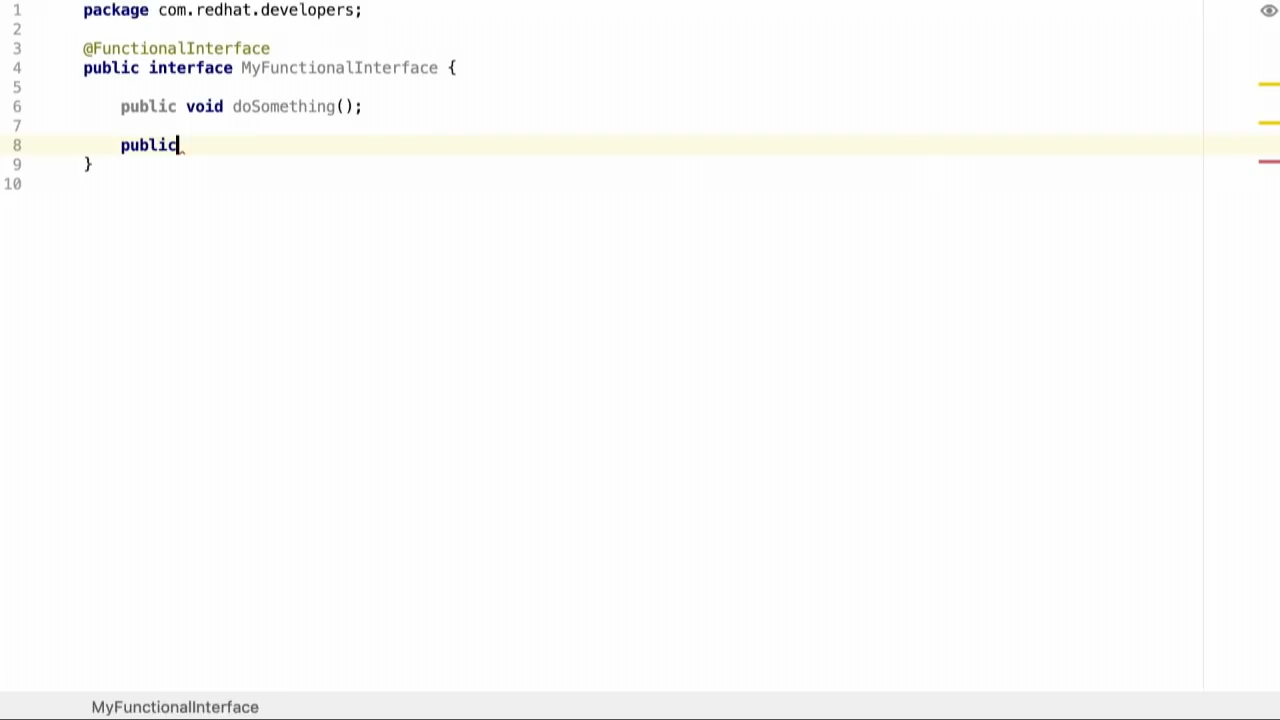 1 package com.redhat.developers;
2
3 @FunctionalInterface
4 public interface MyFunctionalInterface {
5
6 public void doSomething();
7
8 public
9 }
10
MyFunctionalInterface